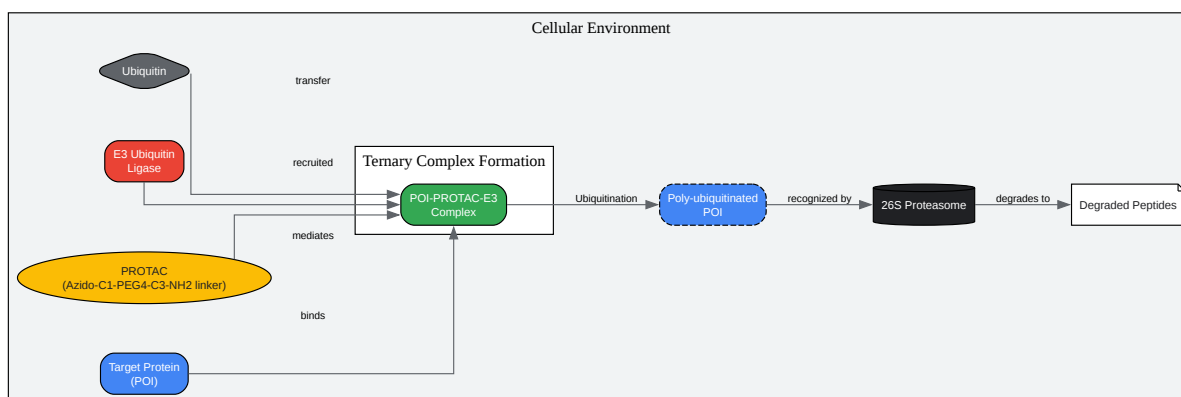 Cellular Environment
Ubiquitin
transfer
E3 Ubiquitin
Ligase
recruited
Ternary Complex Formation
POI-PROTAC-E3
Complex
Ubiquitination
Poly-ubiquitinated
POI
recognized by
26S Proteasome
degrades to
Degraded Peptides
mediates
PROTAC
(Azido-C1-PEG4-C3-NH2 linker)
binds
Target Protein
(POI)